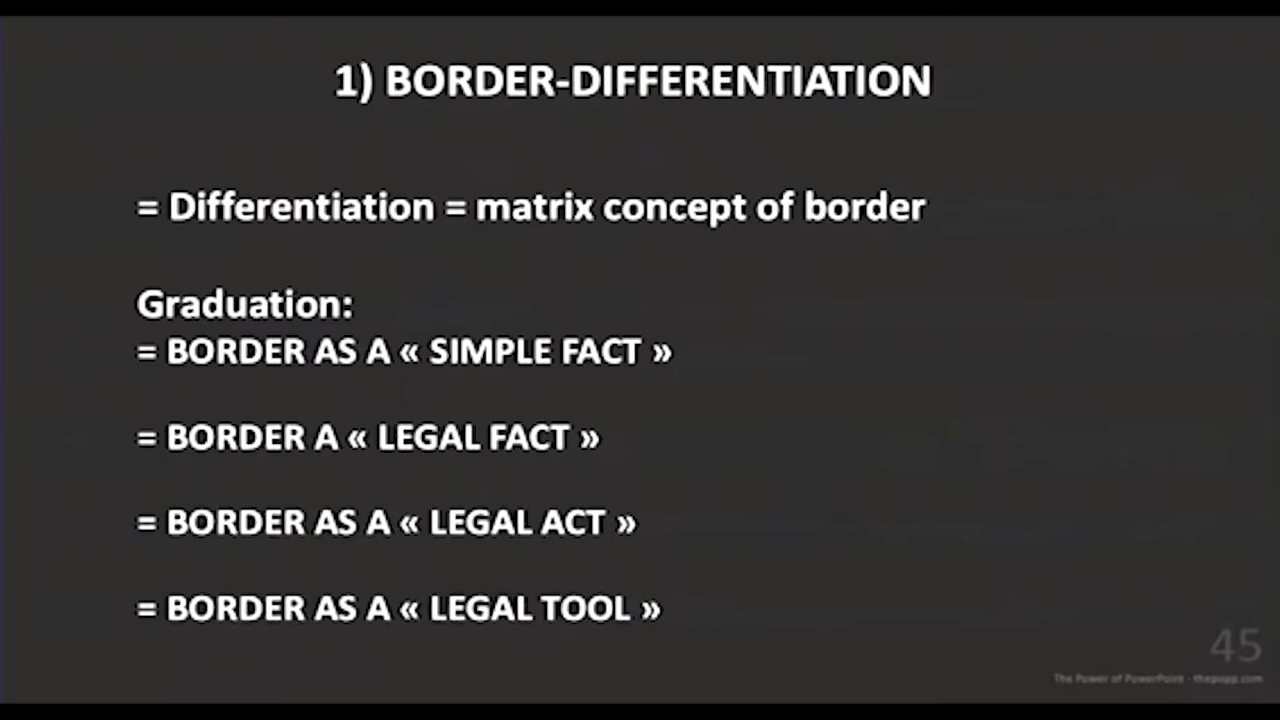 1) BORDER-DIFFERENTIATION
= Differentiation = matrix concept of border
Graduation:
= BORDER AS A « SIMPLE FACT »
= BORDER A « LEGAL FACT »
= BORDER AS A « LEGAL ACT »
= BORDER AS A « LEGAL TOOL »
45
The Power of PowerPoint - thepopp.com